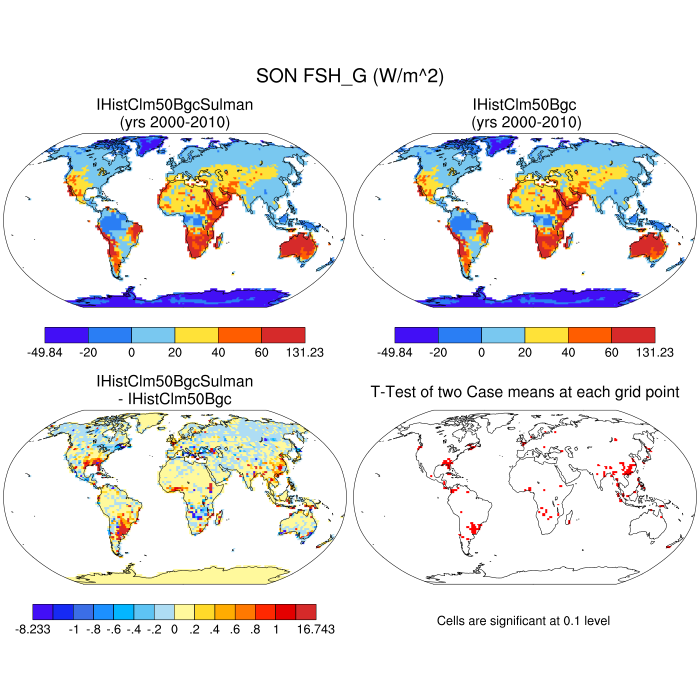 SON FSH_G (W/m^2)
IHistClm50BgcSulman
(yrs 2000-2010)
IHistClm50Bgc
(yrs 2000-2010)
-49.84 -20 0 20 40 60 131.23
-49.84 -20 0 20 40 60 131.23
IHistClm50BgcSulman
- IHistClm50Bgc
T-Test of two Case means at each grid point
-8.233 -1 -.8 -.6 -.4 -.2 0 .2 .4 .6 .8 1 16.743
Cells are significant at 0.1 level